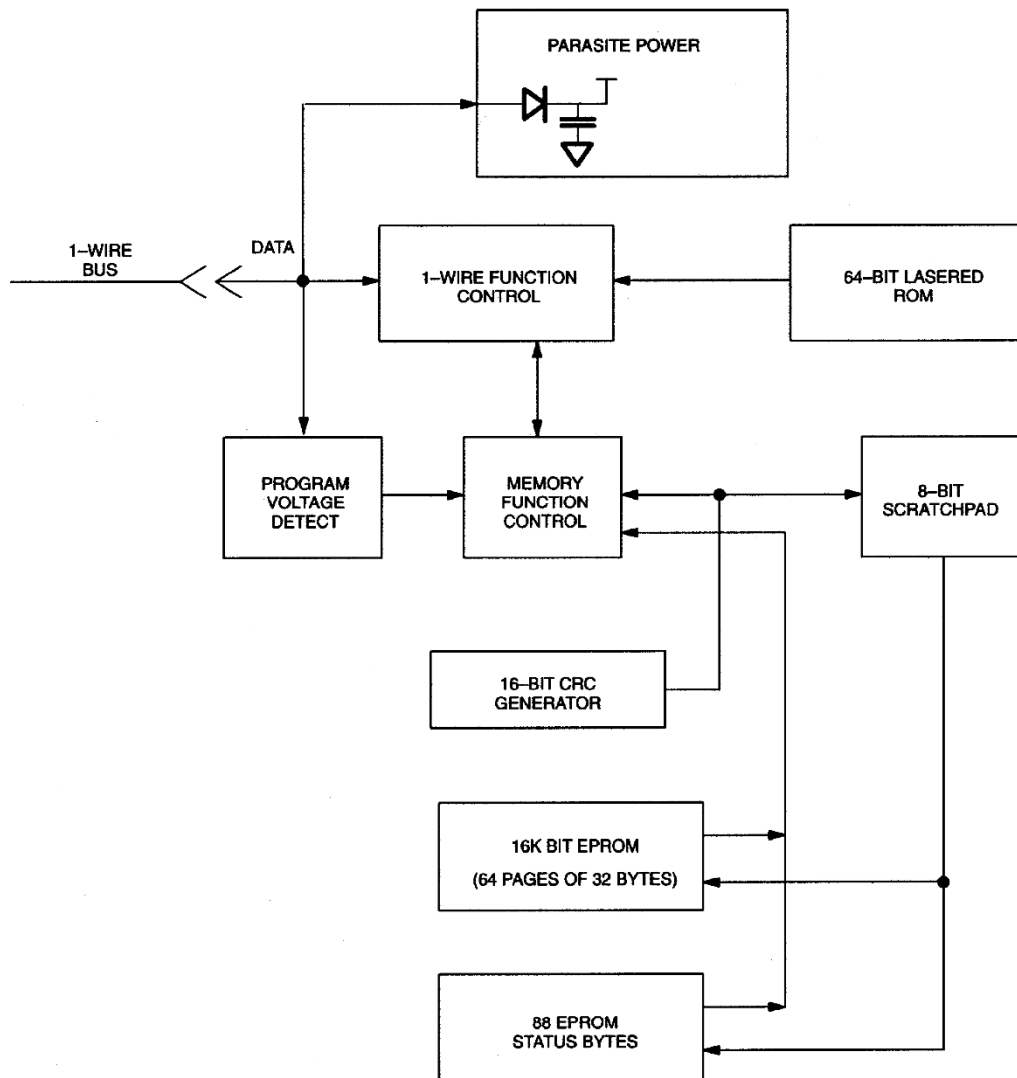 PARASITE POWER
1–WIRE
BUS
DATA
1–WIRE FUNCTION
CONTROL
64–BIT LASERED
ROM
PROGRAM
VOLTAGE
DETECT
MEMORY
FUNCTION
CONTROL
8–BIT
SCRATCHPAD
16–BIT CRC
GENERATOR
16K BIT EPROM
(64 PAGES OF 32 BYTES)
88 EPROM
STATUS BYTES